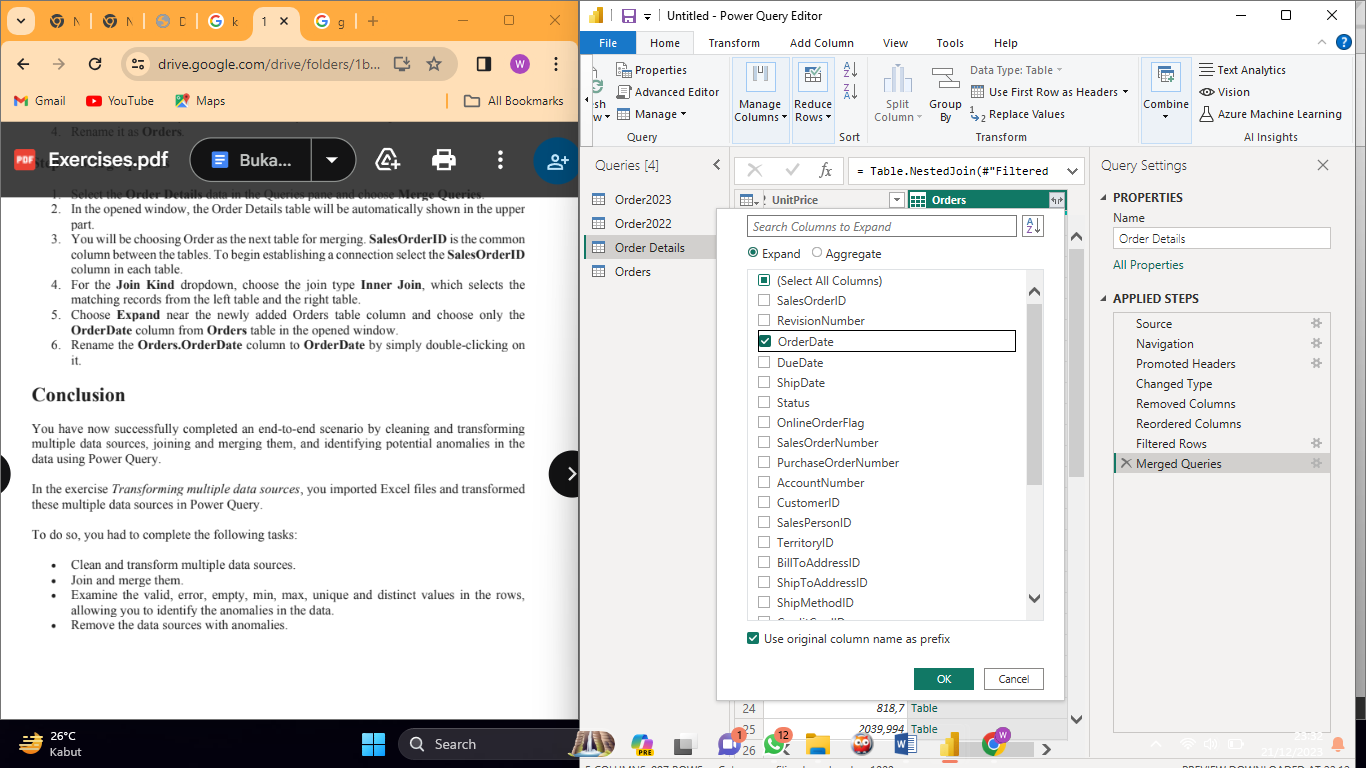 N
N
D
k
1
g
drive.google.com/drive/folders/1b...
W
Gmail
YouTube
Maps
All Bookmarks
4. Rename it as Orders.
PDF
Exercises.pdf
Buka...
1. Select the Order Details data in the Queries pane and choose Merge Queries.
2. In the opened window, the Order Details table will be automatically shown in the upper
part.
3. You will be choosing Order as the next table for merging. SalesOrderID is the common
column between the tables. To begin establishing a connection select the SalesOrderID
column in each table.
4. For the Join Kind dropdown, choose the join type Inner Join, which selects the
matching records from the left table and the right table.
5. Choose Expand near the newly added Orders table column and choose only the
OrderDate column from Orders table in the opened window.
6. Rename the Orders.OrderDate column to OrderDate by simply double-clicking on
it.
Conclusion
You have now successfully completed an end-to-end scenario by cleaning and transforming
multiple data sources, joining and merging them, and identifying potential anomalies in the
data using Power Query.
In the exercise Transforming multiple data sources, you imported Excel files and transformed
these multiple data sources in Power Query.
To do so, you had to complete the following tasks:
• Clean and transform multiple data sources.
• Join and merge them.
• Examine the valid, error, empty, min, max, unique and distinct values in the rows,
allowing you to identify the anomalies in the data.
• Remove the data sources with anomalies.
Untitled - Power Query Editor
File
Home
Transform
Add Column
View
Tools
Help
sh
w
Properties
Advanced Editor
Manage
Query
Manage
Columns
Reduce
Rows
Sort
Split
Column
Group
By
Data Type: Table
Use First Row as Headers
Replace Values
Transform
Combine
Text Analytics
Vision
Azure Machine Learning
AI Insights
Queries [4]
Order2023
Order2022
Order Details
Orders
fx
= Table.NestedJoin(#"Filtered
UnitPrice
Orders
Search Columns to Expand
Expand
Aggregate
(Select All Columns)
SalesOrderID
RevisionNumber
OrderDate
DueDate
ShipDate
Status
OnlineOrderFlag
SalesOrderNumber
PurchaseOrderNumber
AccountNumber
CustomerID
SalesPersonID
TerritoryID
BillToAddressID
ShipToAddressID
ShipMethodID
CreditCardID
Use original column name as prefix
OK
Cancel
24
818,7
Table
25
2039,994
Table
26
Query Settings
PROPERTIES
Name
Order Details
All Properties
APPLIED STEPS
Source
Navigation
Promoted Headers
Changed Type
Removed Columns
Reordered Columns
Filtered Rows
Merged Queries
26°C
Kabut
Search
PRE
1
12
W
23:32
21/12/2023